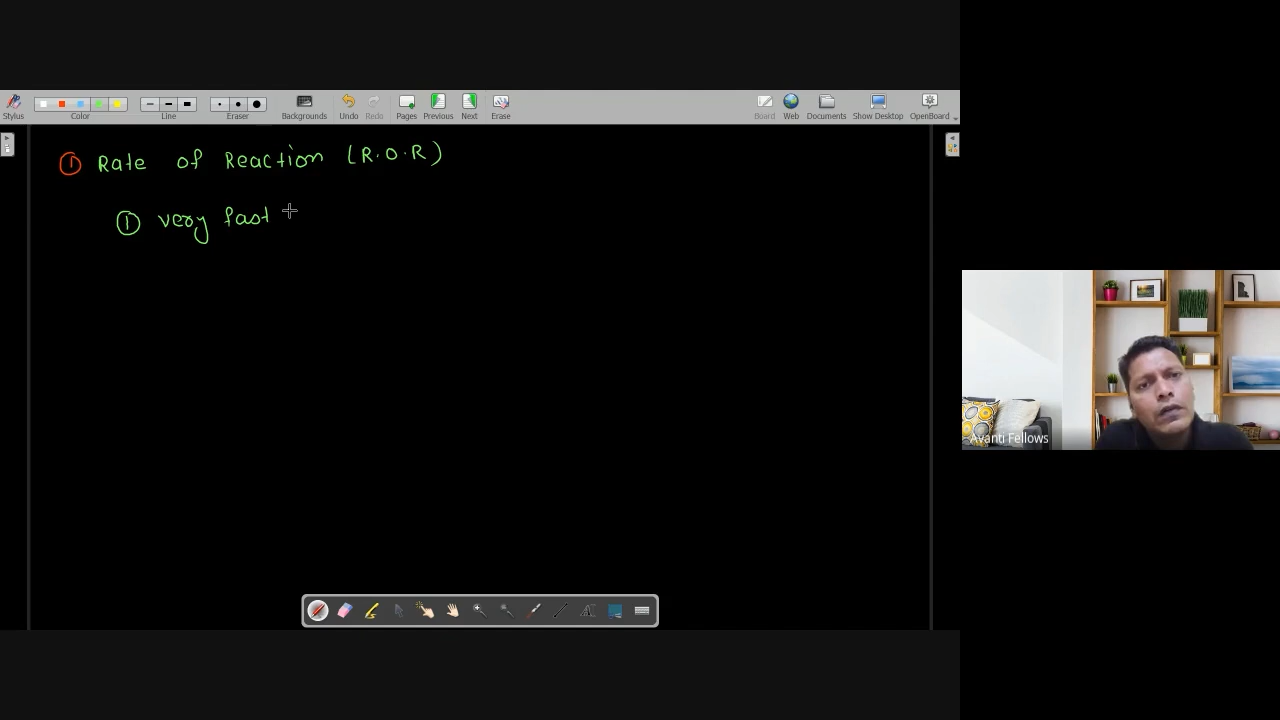 Stylus
Color
Line
Eraser
Backgrounds
Undo
Redo
Pages
Previous
Next
Erase
Board
Web
Documents
Show Desktop
OpenBoard
① Rate of Reaction (R.O.R)
① very fast
Avanti Fellows